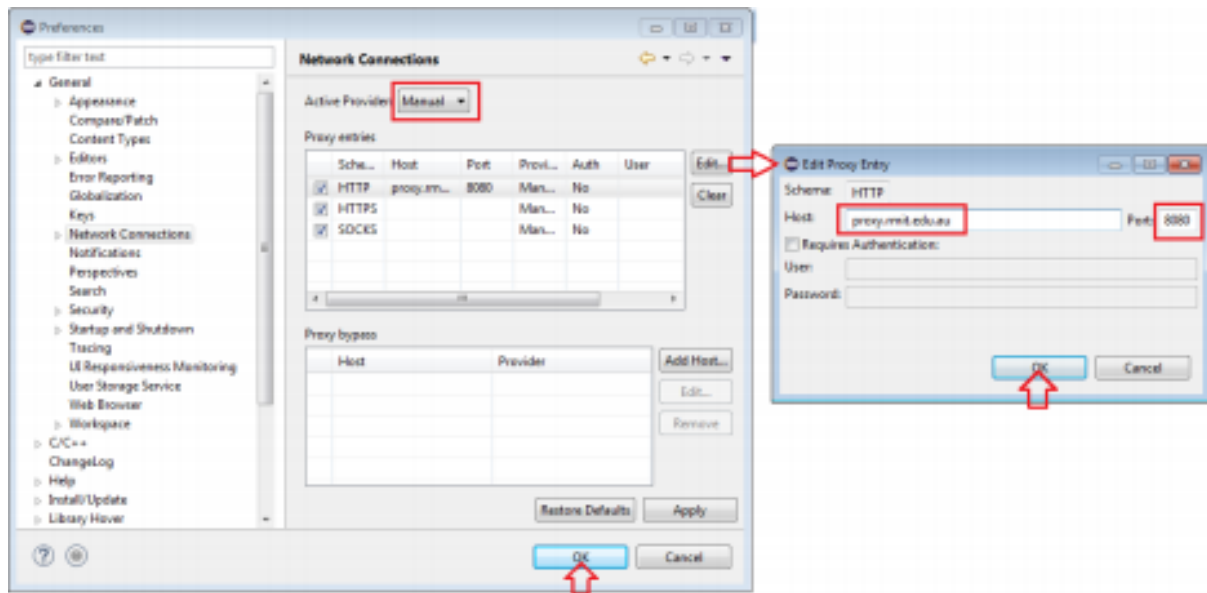 Preferences
type filter text
General
Appearance
Compare/Patch
Content Types
Editors
Error Reporting
Globalization
Keys
Network Connections
Notifications
Perspectives
Search
Security
Startup and Shutdown
Tracing
UI Responsiveness Monitoring
User Storage Service
Web Browser
Workspace
C/C++
ChangeLog
Help
Install/Update
Library Hover
Network Connections
Active Provider Manual
Proxy entries
Sche... Host Port Provi... Auth User
HTTP proxy.rm... 8080 Man... No
HTTPS Man... No
SOCKS Man... No
Edit...
Clear
Proxy bypass
Host Provider
Add Host...
Edit...
Remove
Restore Defaults Apply
OK Cancel
Edit Proxy Entry
Scheme: HTTP
Host: proxy.rmit.edu.au Port: 8080
Requires Authentication:
User:
Password:
OK Cancel